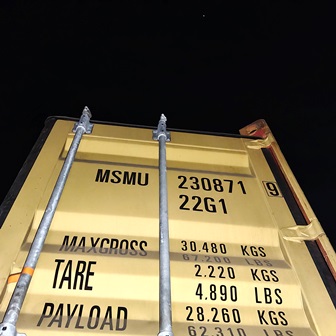 MSMU 230871 9
22G1
MAXGROSS 30.480 KGS
67.200 LBS
TARE 2.220 KGS
4.890 LBS
PAYLOAD 28.260 KGS
62.310 LBS